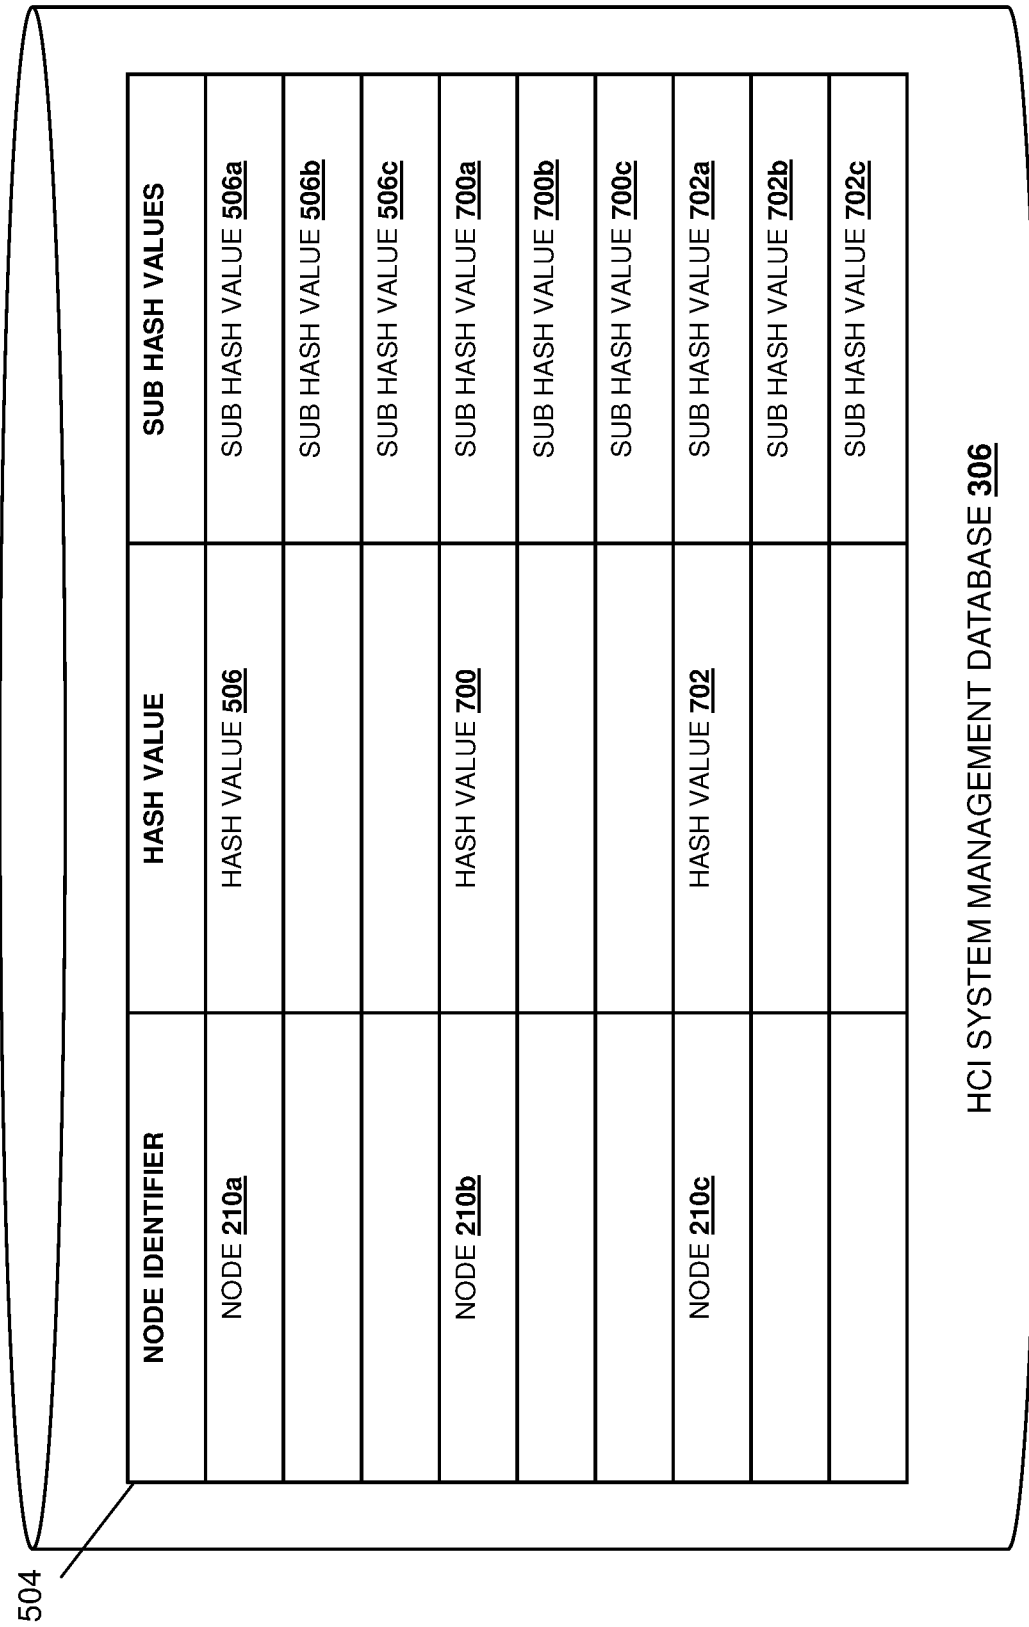 504
NODE IDENTIFIER HASH VALUE SUB HASH VALUES
NODE 210a HASH VALUE 506 SUB HASH VALUE 506a
SUB HASH VALUE 506b
SUB HASH VALUE 506c
NODE 210b HASH VALUE 700 SUB HASH VALUE 700a
SUB HASH VALUE 700b
SUB HASH VALUE 700c
NODE 210c HASH VALUE 702 SUB HASH VALUE 702a
SUB HASH VALUE 702b
SUB HASH VALUE 702c
HCI SYSTEM MANAGEMENT DATABASE 306